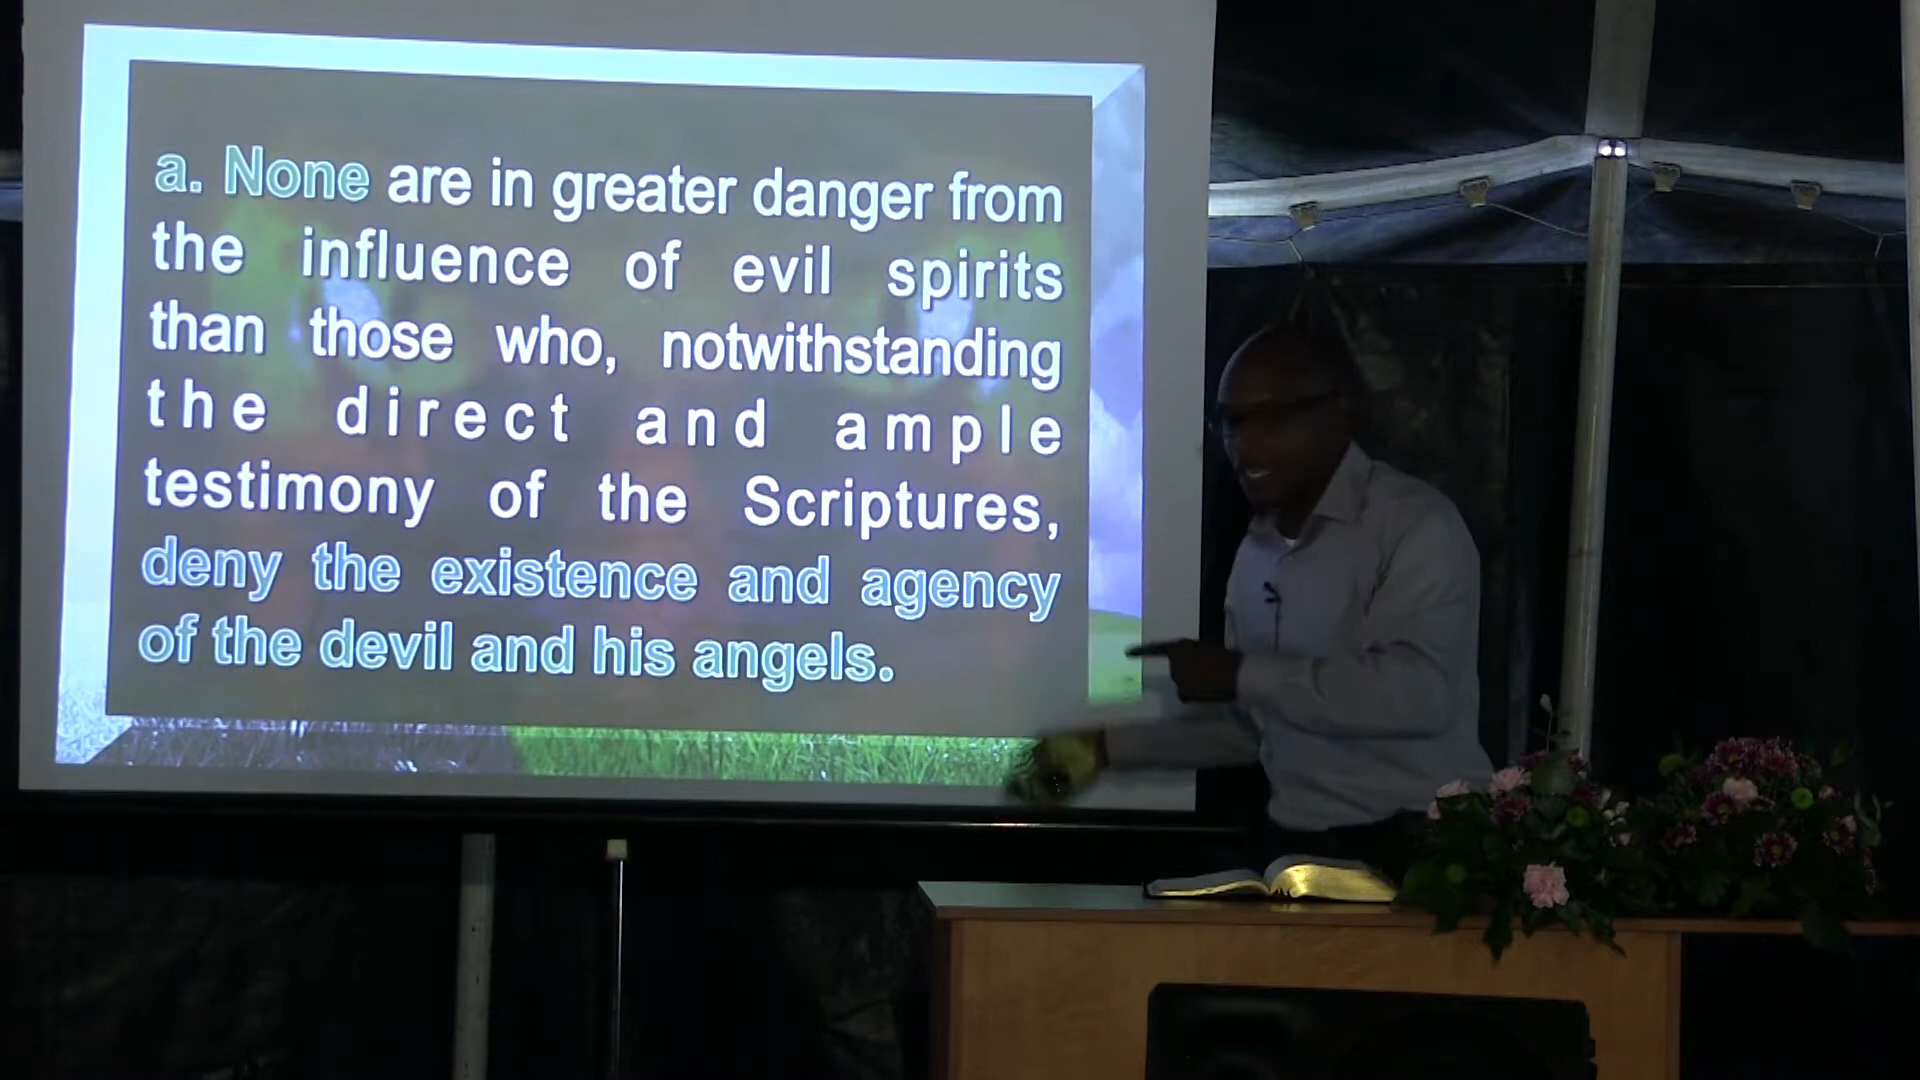 a. None are in greater danger from
the influence of evil spirits
than those who, notwithstanding
the direct and ample
testimony of the Scriptures,
deny the existence and agency
of the devil and his angels.